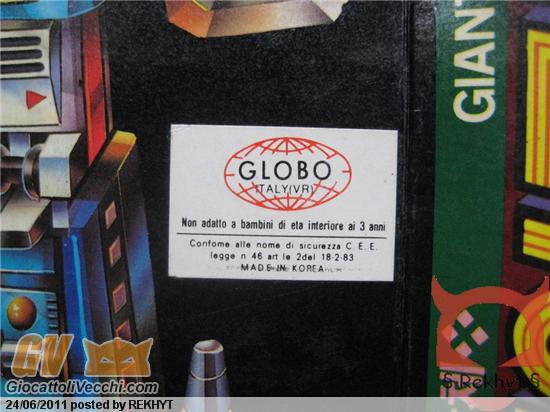 GIANT
GLOBO
ITALY(VR)
Non adatto a bambini di eta interiore ai 3 anni
Confome alle nome di sicurezza C.E.E.
legge n 46 art le 2del 18-2-83
MADE IN KOREA
GV
GiocattoliVecchi.com
§ Rekhyt §
24/06/2011 posted by REKHYT